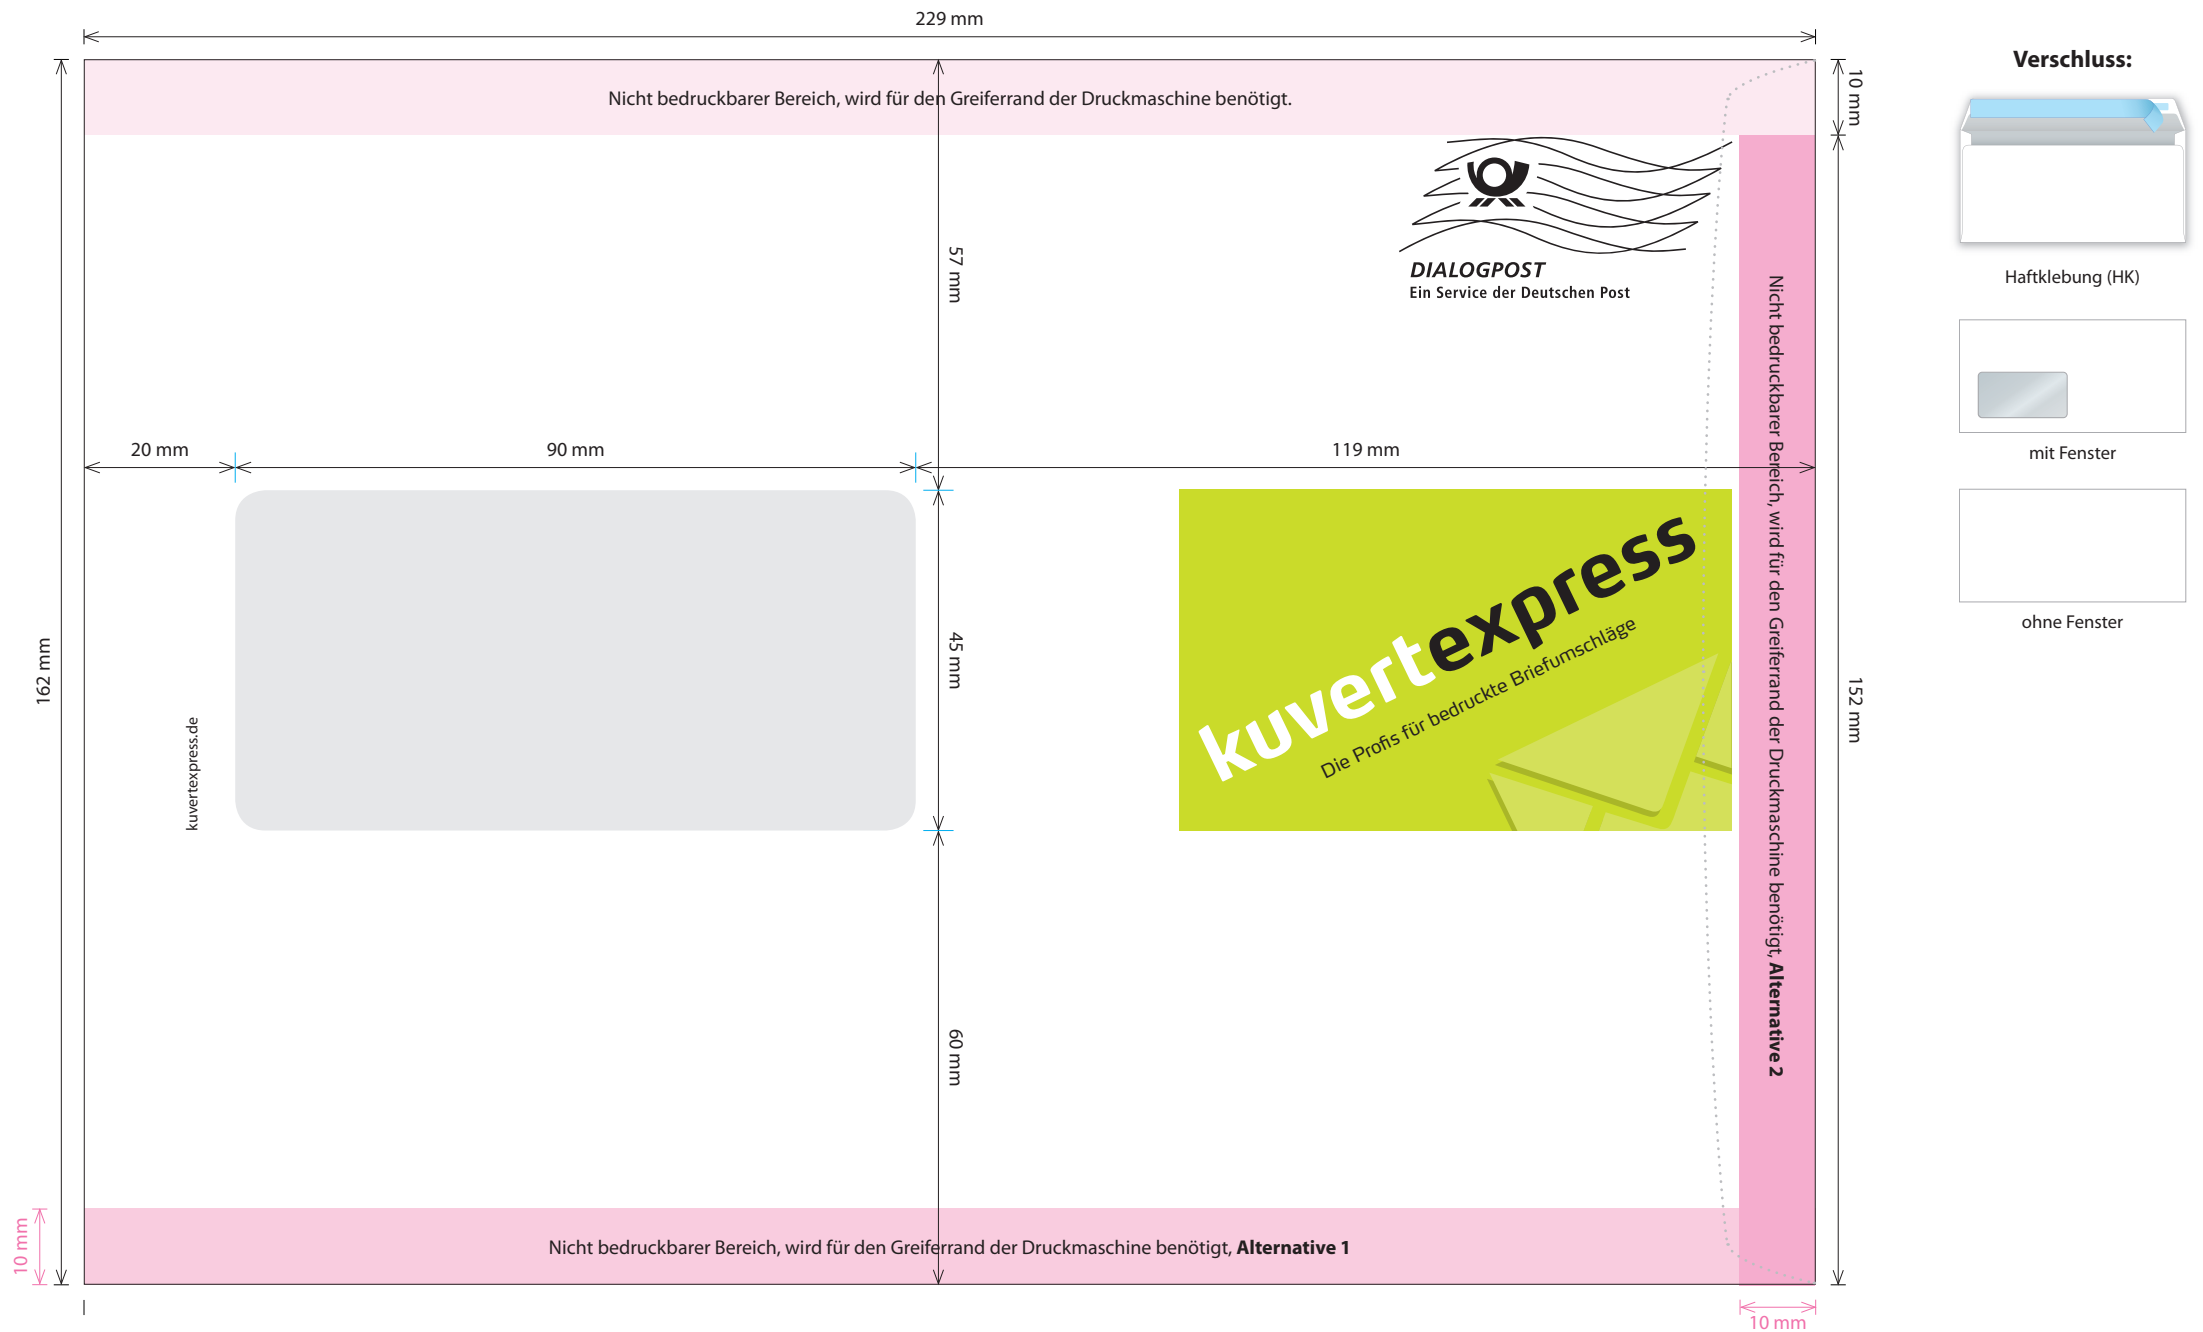 229 mm
Verschluss:
10 mm
Nicht bedruckbarer Bereich, wird für den Greiferrand der Druckmaschine benötigt.
57 mm
DIALOGPOST
Ein Service der Deutschen Post
Haftklebung (HK)
20 mm
90 mm
119 mm
mit Fenster
Nicht bedruckbarer Bereich, wird für den Greiferrand der Druckmaschine benötigt, Alternative 2
kuvertexpress
Die Profis für bedruckte Briefumschläge
ohne Fenster
162 mm
45 mm
152 mm
kuvertexpress.de
60 mm
10 mm
Nicht bedruckbarer Bereich, wird für den Greiferrand der Druckmaschine benötigt, Alternative 1
10 mm